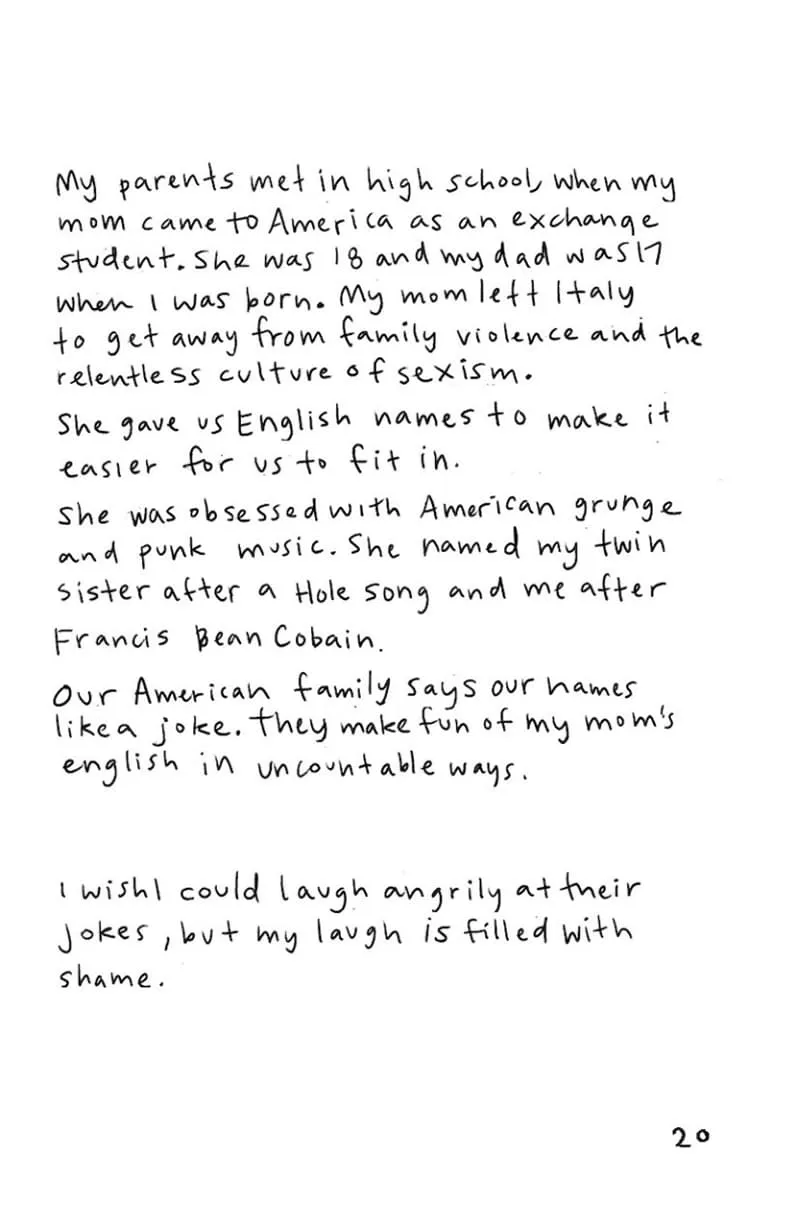 My parents met in high school, when my
mom came to America as an exchange
student. She was 18 and my dad was 17
when I was born. My mom left Italy
to get away from family violence and the
relentless culture of sexism.
She gave us English names to make it
easier for us to fit in.
She was obsessed with American grunge
and punk music. She named my twin
sister after a Hole song and me after
Francis Bean Cobain.
Our American family says our names
like a joke. They make fun of my mom's
english in uncountable ways.
I wish I could laugh angrily at their
jokes, but my laugh is filled with
shame.
20